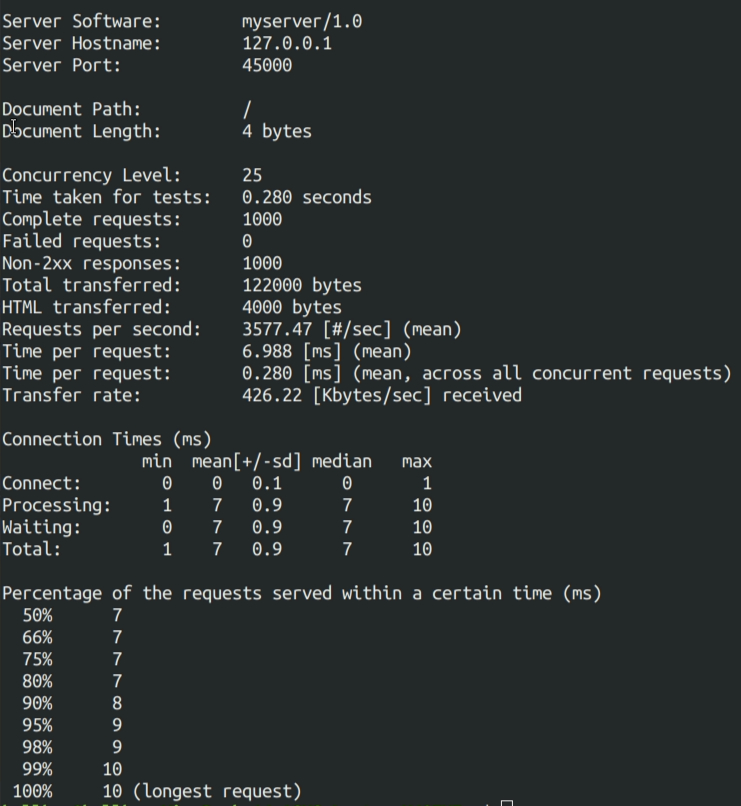 Server Software:        myserver/1.0
Server Hostname:        127.0.0.1
Server Port:            45000

Document Path:          /
Document Length:        4 bytes

Concurrency Level:      25
Time taken for tests:   0.280 seconds
Complete requests:      1000
Failed requests:        0
Non-2xx responses:      1000
Total transferred:      122000 bytes
HTML transferred:       4000 bytes
Requests per second:    3577.47 [#/sec] (mean)
Time per request:       6.988 [ms] (mean)
Time per request:       0.280 [ms] (mean, across all concurrent requests)
Transfer rate:          426.22 [Kbytes/sec] received

Connection Times (ms)
              min  mean[+/-sd] median   max
Connect:        0    0   0.1      0       1
Processing:     1    7   0.9      7      10
Waiting:        0    7   0.9      7      10
Total:          1    7   0.9      7      10

Percentage of the requests served within a certain time (ms)
  50%      7
  66%      7
  75%      7
  80%      7
  90%      8
  95%      9
  98%      9
  99%     10
 100%     10 (longest request)